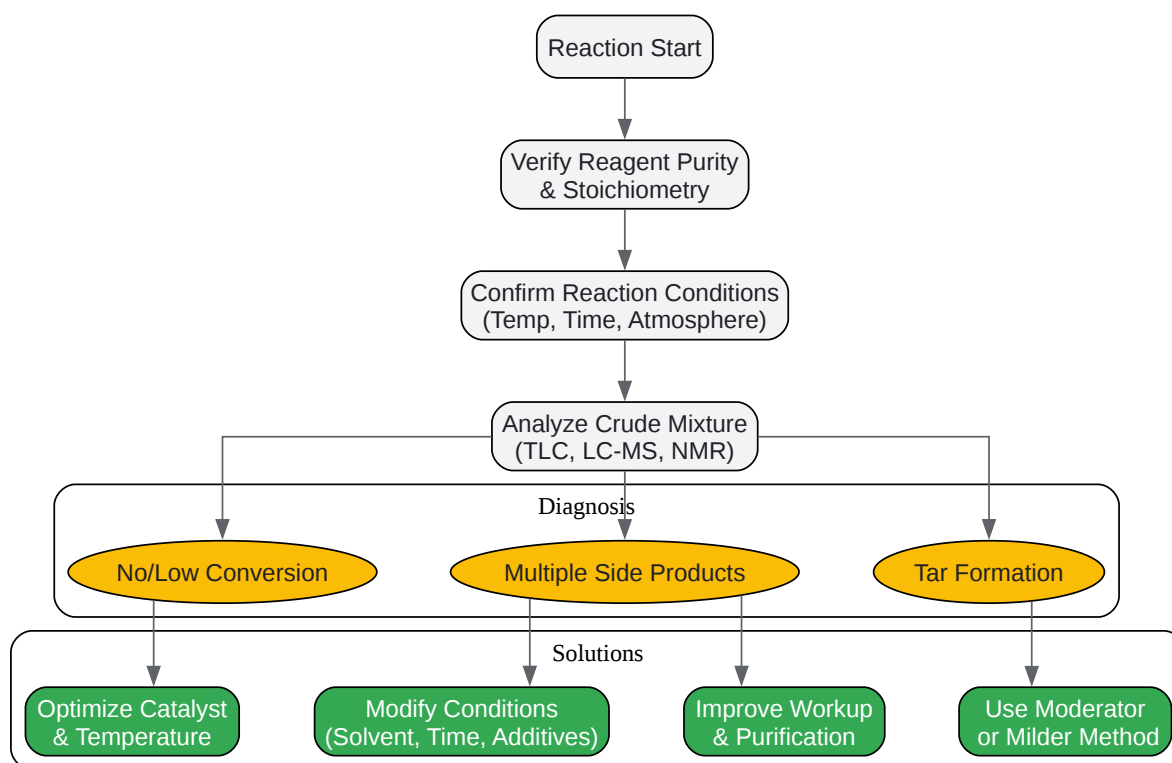 Reaction Start
Verify Reagent Purity
& Stoichiometry
Confirm Reaction Conditions
(Temp, Time, Atmosphere)
Analyze Crude Mixture
(TLC, LC-MS, NMR)
Diagnosis
No/Low Conversion
Multiple Side Products
Tar Formation
Solutions
Optimize Catalyst
& Temperature
Modify Conditions
(Solvent, Time, Additives)
Improve Workup
& Purification
Use Moderator
or Milder Method